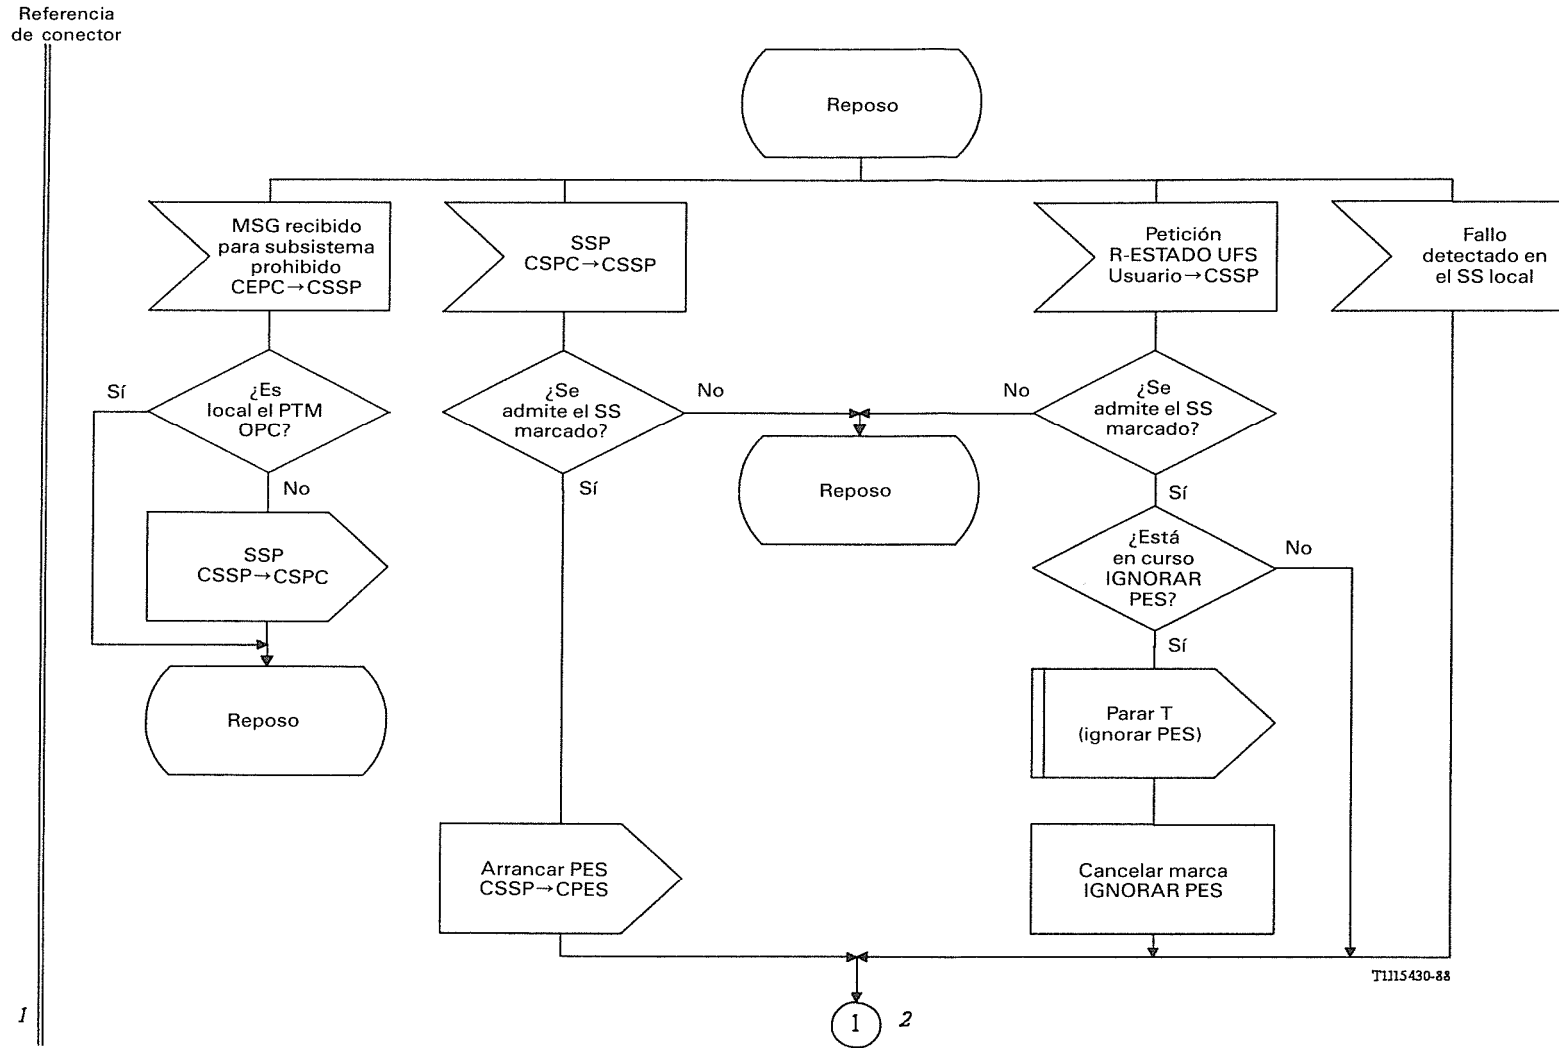 Referencia
de conector
Reposo
MSG recibido
para subsistema
prohibido
CEPC→CSSP
SSP
CSPC→CSSP
Petición
R-ESTADO UFS
Usuario→CSSP
Fallo
detectado en
el SS local
Sí
¿Es
local el PTM
OPC?
No
¿Se
admite el SS
marcado?
No
Sí
No
¿Se
admite el SS
marcado?
Sí
Reposo
SSP
CSSP→CSPC
¿Está
en curso
IGNORAR
PES?
No
Sí
Reposo
Parar T
(ignorar PES)
Arrancar PES
CSSP→CPES
Cancelar marca
IGNORAR PES
T1115430-88
1
1
2